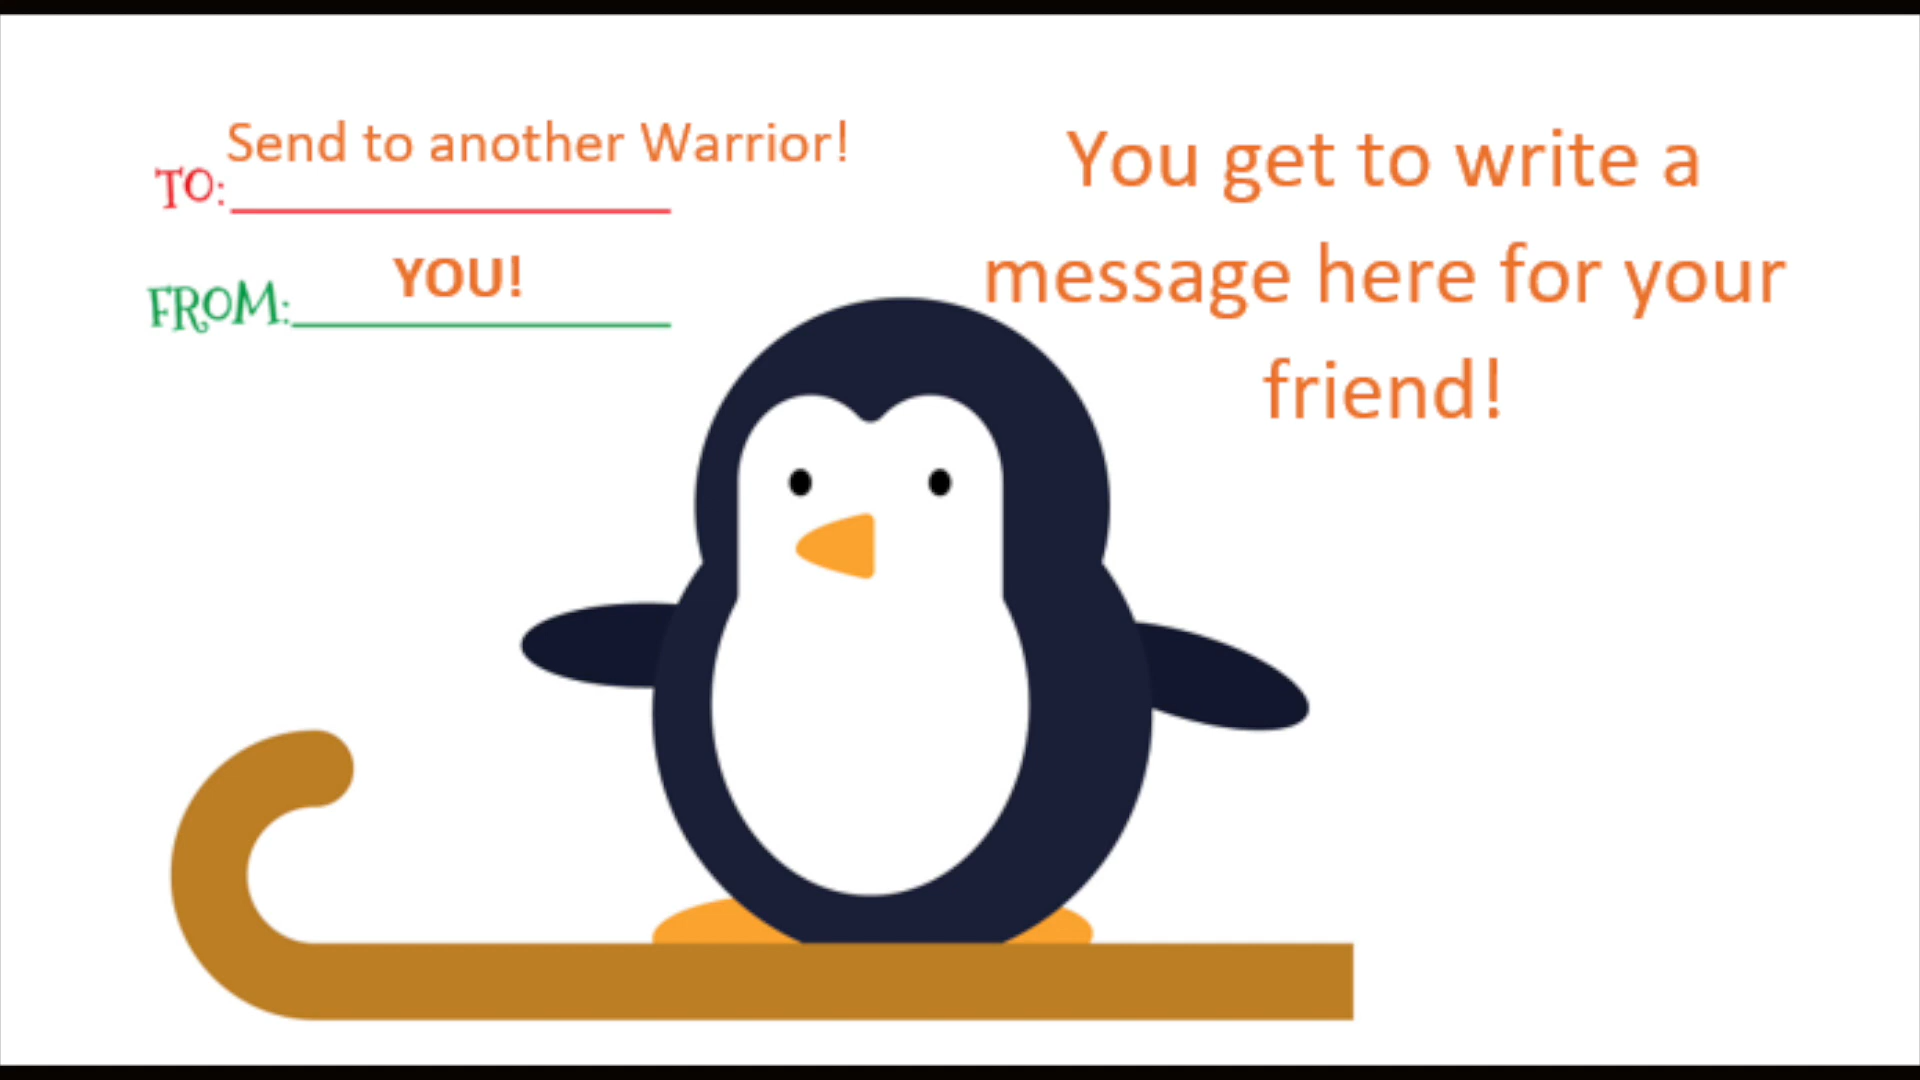 Send to another Warrior!
TO:
YOU!
FROM:
You get to write a
message here for your
friend!